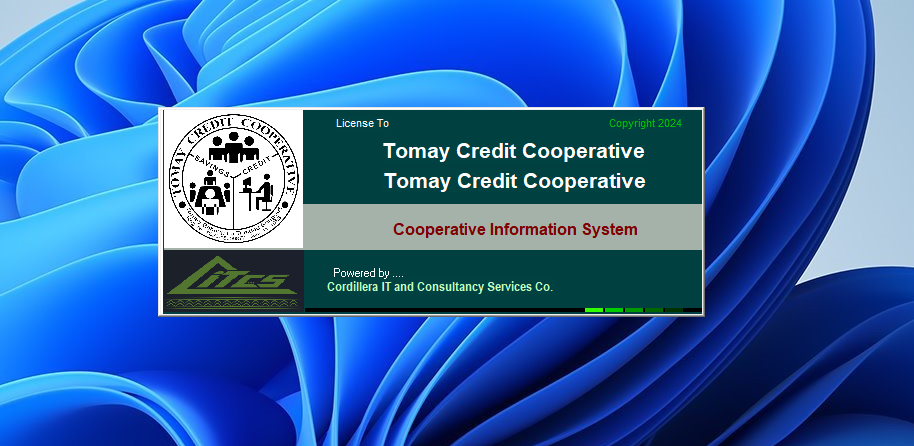 License To
Copyright 2024
Tomay Credit Cooperative
Tomay Credit Cooperative
Cooperative Information System
Powered by ....
Cordillera IT and Consultancy Services Co.
TOMAY CREDIT COOPERATIVE
SAVINGS
CREDIT
CITCS